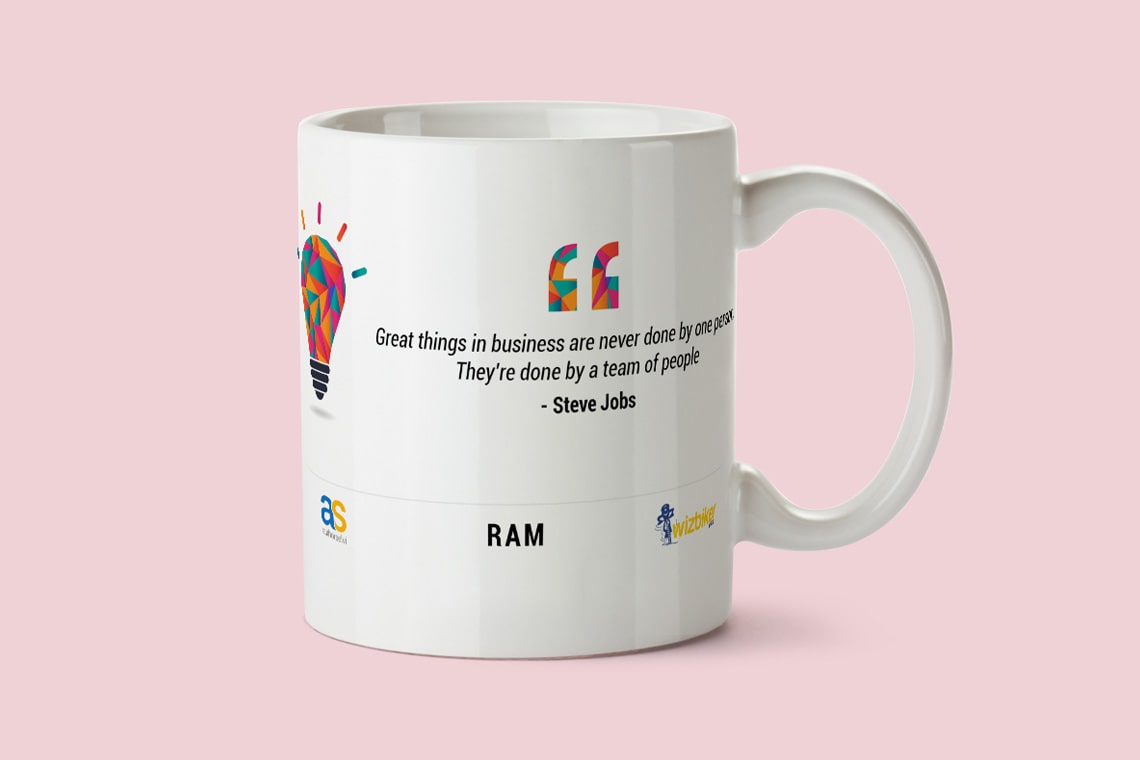 Great things in business are never done by one
They're done by a team of people
- Steve Jobs
as
RAM
wizbiker